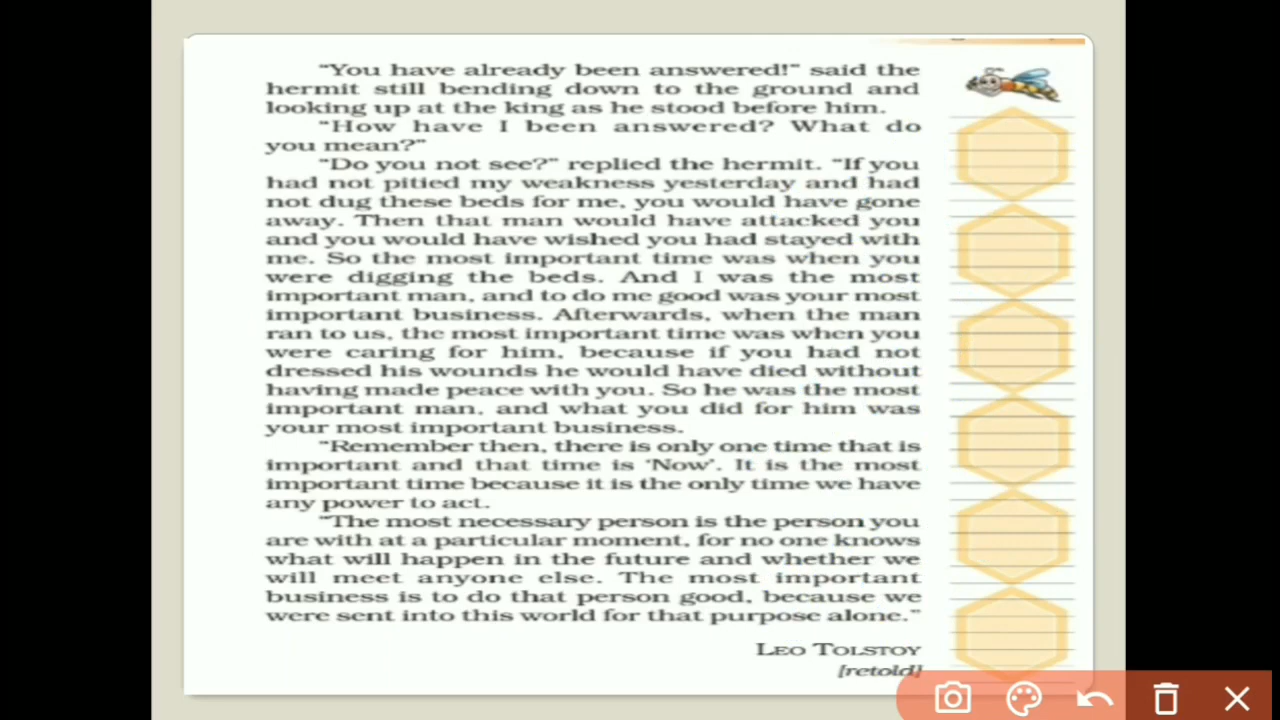 "You have already been answered!" said the
hermit still bending down to the ground and
looking up at the king as he stood before him.
"How have I been answered? What do
you mean?"
"Do you not see?" replied the hermit. "If you
had not pitied my weakness yesterday and had
not dug these beds for me, you would have gone
away. Then that man would have attacked you
and you would have wished you had stayed with
me. So the most important time was when you
were digging the beds. And I was the most
important man, and to do me good was your most
important business. Afterwards, when the man
ran to us, the most important time was when you
were caring for him, because if you had not
dressed his wounds he would have died without
having made peace with you. So he was the most
important man, and what you did for him was
your most important business.
"Remember then, there is only one time that is
important and that time is 'Now'. It is the most
important time because it is the only time we have
any power to act.
"The most necessary person is the person you
are with at a particular moment, for no one knows
what will happen in the future and whether we
will meet anyone else. The most important
business is to do that person good, because we
were sent into this world for that purpose alone."
LEO TOLSTOY
[retold]